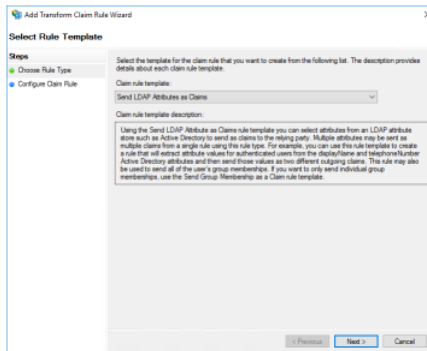 Add Transform Claim Rule Wizard
Select Rule Template
Steps
Choose Rule Type
Configure Claim Rule
Select the template for the claim rule that you want to create from the following list. The description provides
details about each claim rule template.
Claim rule template:
Send LDAP Attributes as Claims
Claim rule template description:
Using the Send LDAP Attribute as Claims rule template you can select attributes from an LDAP attribute
store such as Active Directory to send as claims to the relying party. Multiple attributes may be sent as
multiple claims from a single rule using this rule type. For example, you can use this rule template to create
a rule that will extract attribute values for authenticated users from the displayName and telephoneNumber
Active Directory attributes and then send those values as two different outgoing claims. This rule may also
be used to send all of the user's group memberships. If you want to only send individual group
memberships, use the Send Group Membership as a Claim rule template.
< Previous
Next >
Cancel